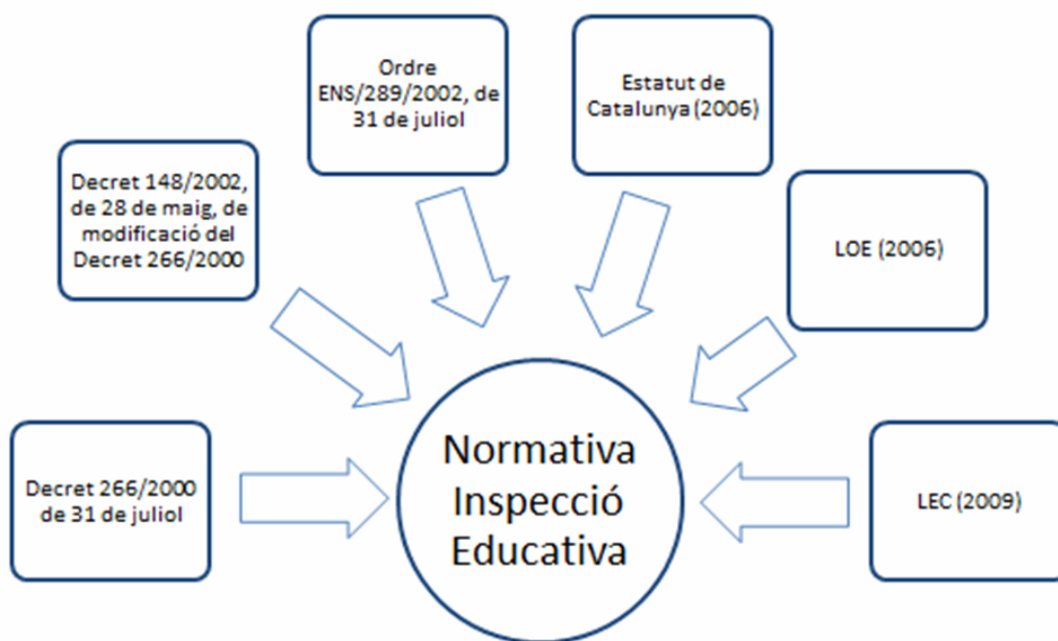 Ordre
ENS/289/2002, de
31 de juliol
Estatut de
Catalunya (2006)
Decret 148/2002,
de 28 de maig, de
modificació del
Decret 266/2000
LOE (2006)
Decret 266/2000
de 31 de juliol
Normativa
Inspecció
Educativa
LEC (2009)